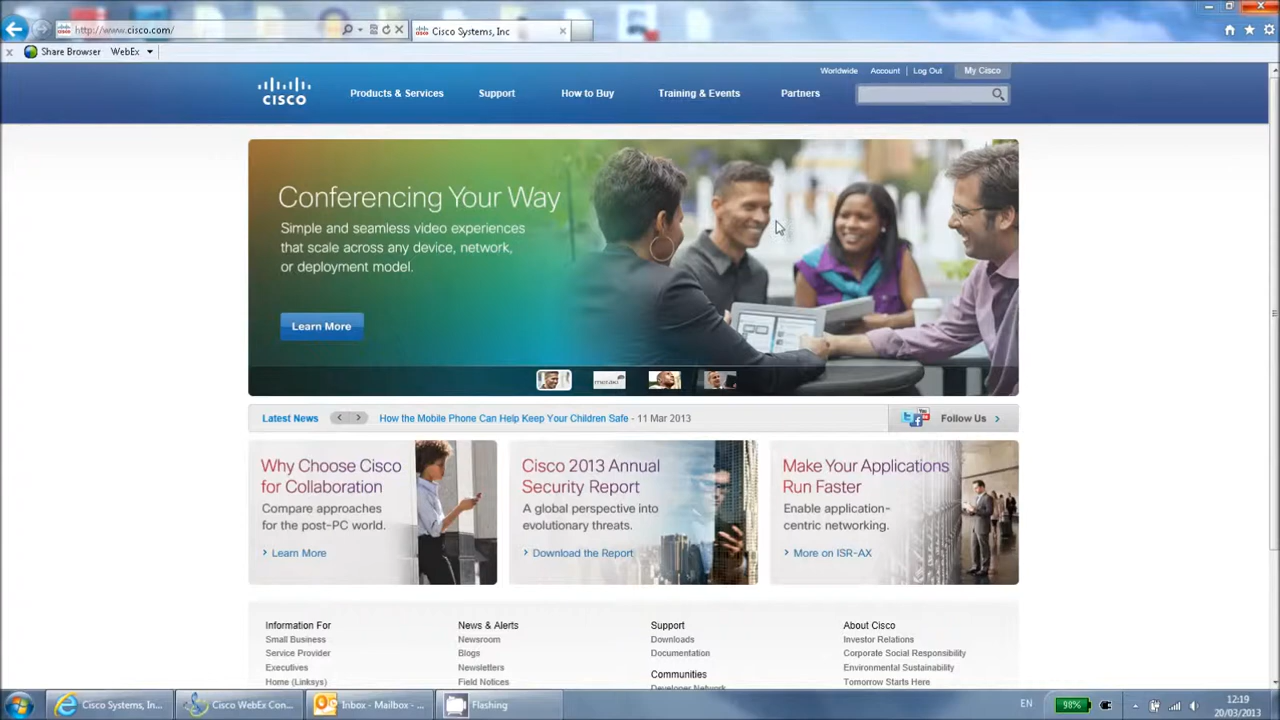 http://www.cisco.com/
Cisco Systems, Inc
Share Browser WebEx
Worldwide Account Log Out My Cisco
CISCO
Products & Services Support How to Buy Training & Events Partners
Conferencing Your Way
Simple and seamless video experiences
that scale across any device, network,
or deployment model.
Learn More
meraki
Latest News How the Mobile Phone Can Help Keep Your Children Safe - 11 Mar 2013
Follow Us
Why Choose Cisco
for Collaboration
Compare approaches
for the post-PC world.
Learn More
Cisco 2013 Annual
Security Report
A global perspective into
evolutionary threats.
Download the Report
Make Your Applications
Run Faster
Enable application-
centric networking.
More on ISR-AX
Information For
Small Business
Service Provider
Executives
Home (Linksys)
News & Alerts
Newsroom
Blogs
Newsletters
Field Notices
Support
Downloads
Documentation
Communities
Developer Network
About Cisco
Investor Relations
Corporate Social Responsibility
Environmental Sustainability
Tomorrow Starts Here
Cisco Systems, In...
Cisco WebEx Con...
Inbox - Mailbox - ...
Flashing
EN
98%
12:19
20/03/2013